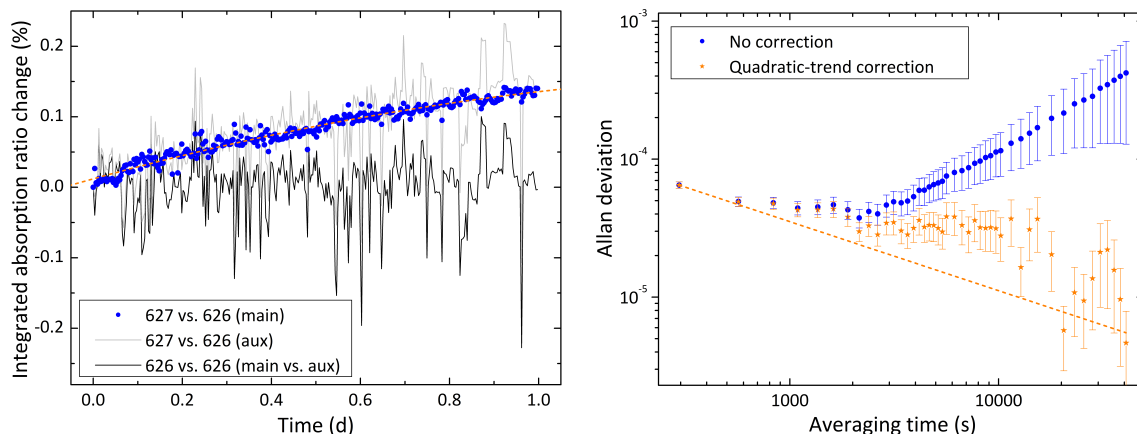 Integrated absorption ratio change (%)
0.2
0.1
0.0
-0.1
-0.2
627 vs. 626 (main)
627 vs. 626 (aux)
626 vs. 626 (main vs. aux)
0.0 0.2 0.4 0.6 0.8 1.0
Time (d)
Allan deviation
10-3
10-4
10-5
No correction
Quadratic-trend correction
1000 10000
Averaging time (s)